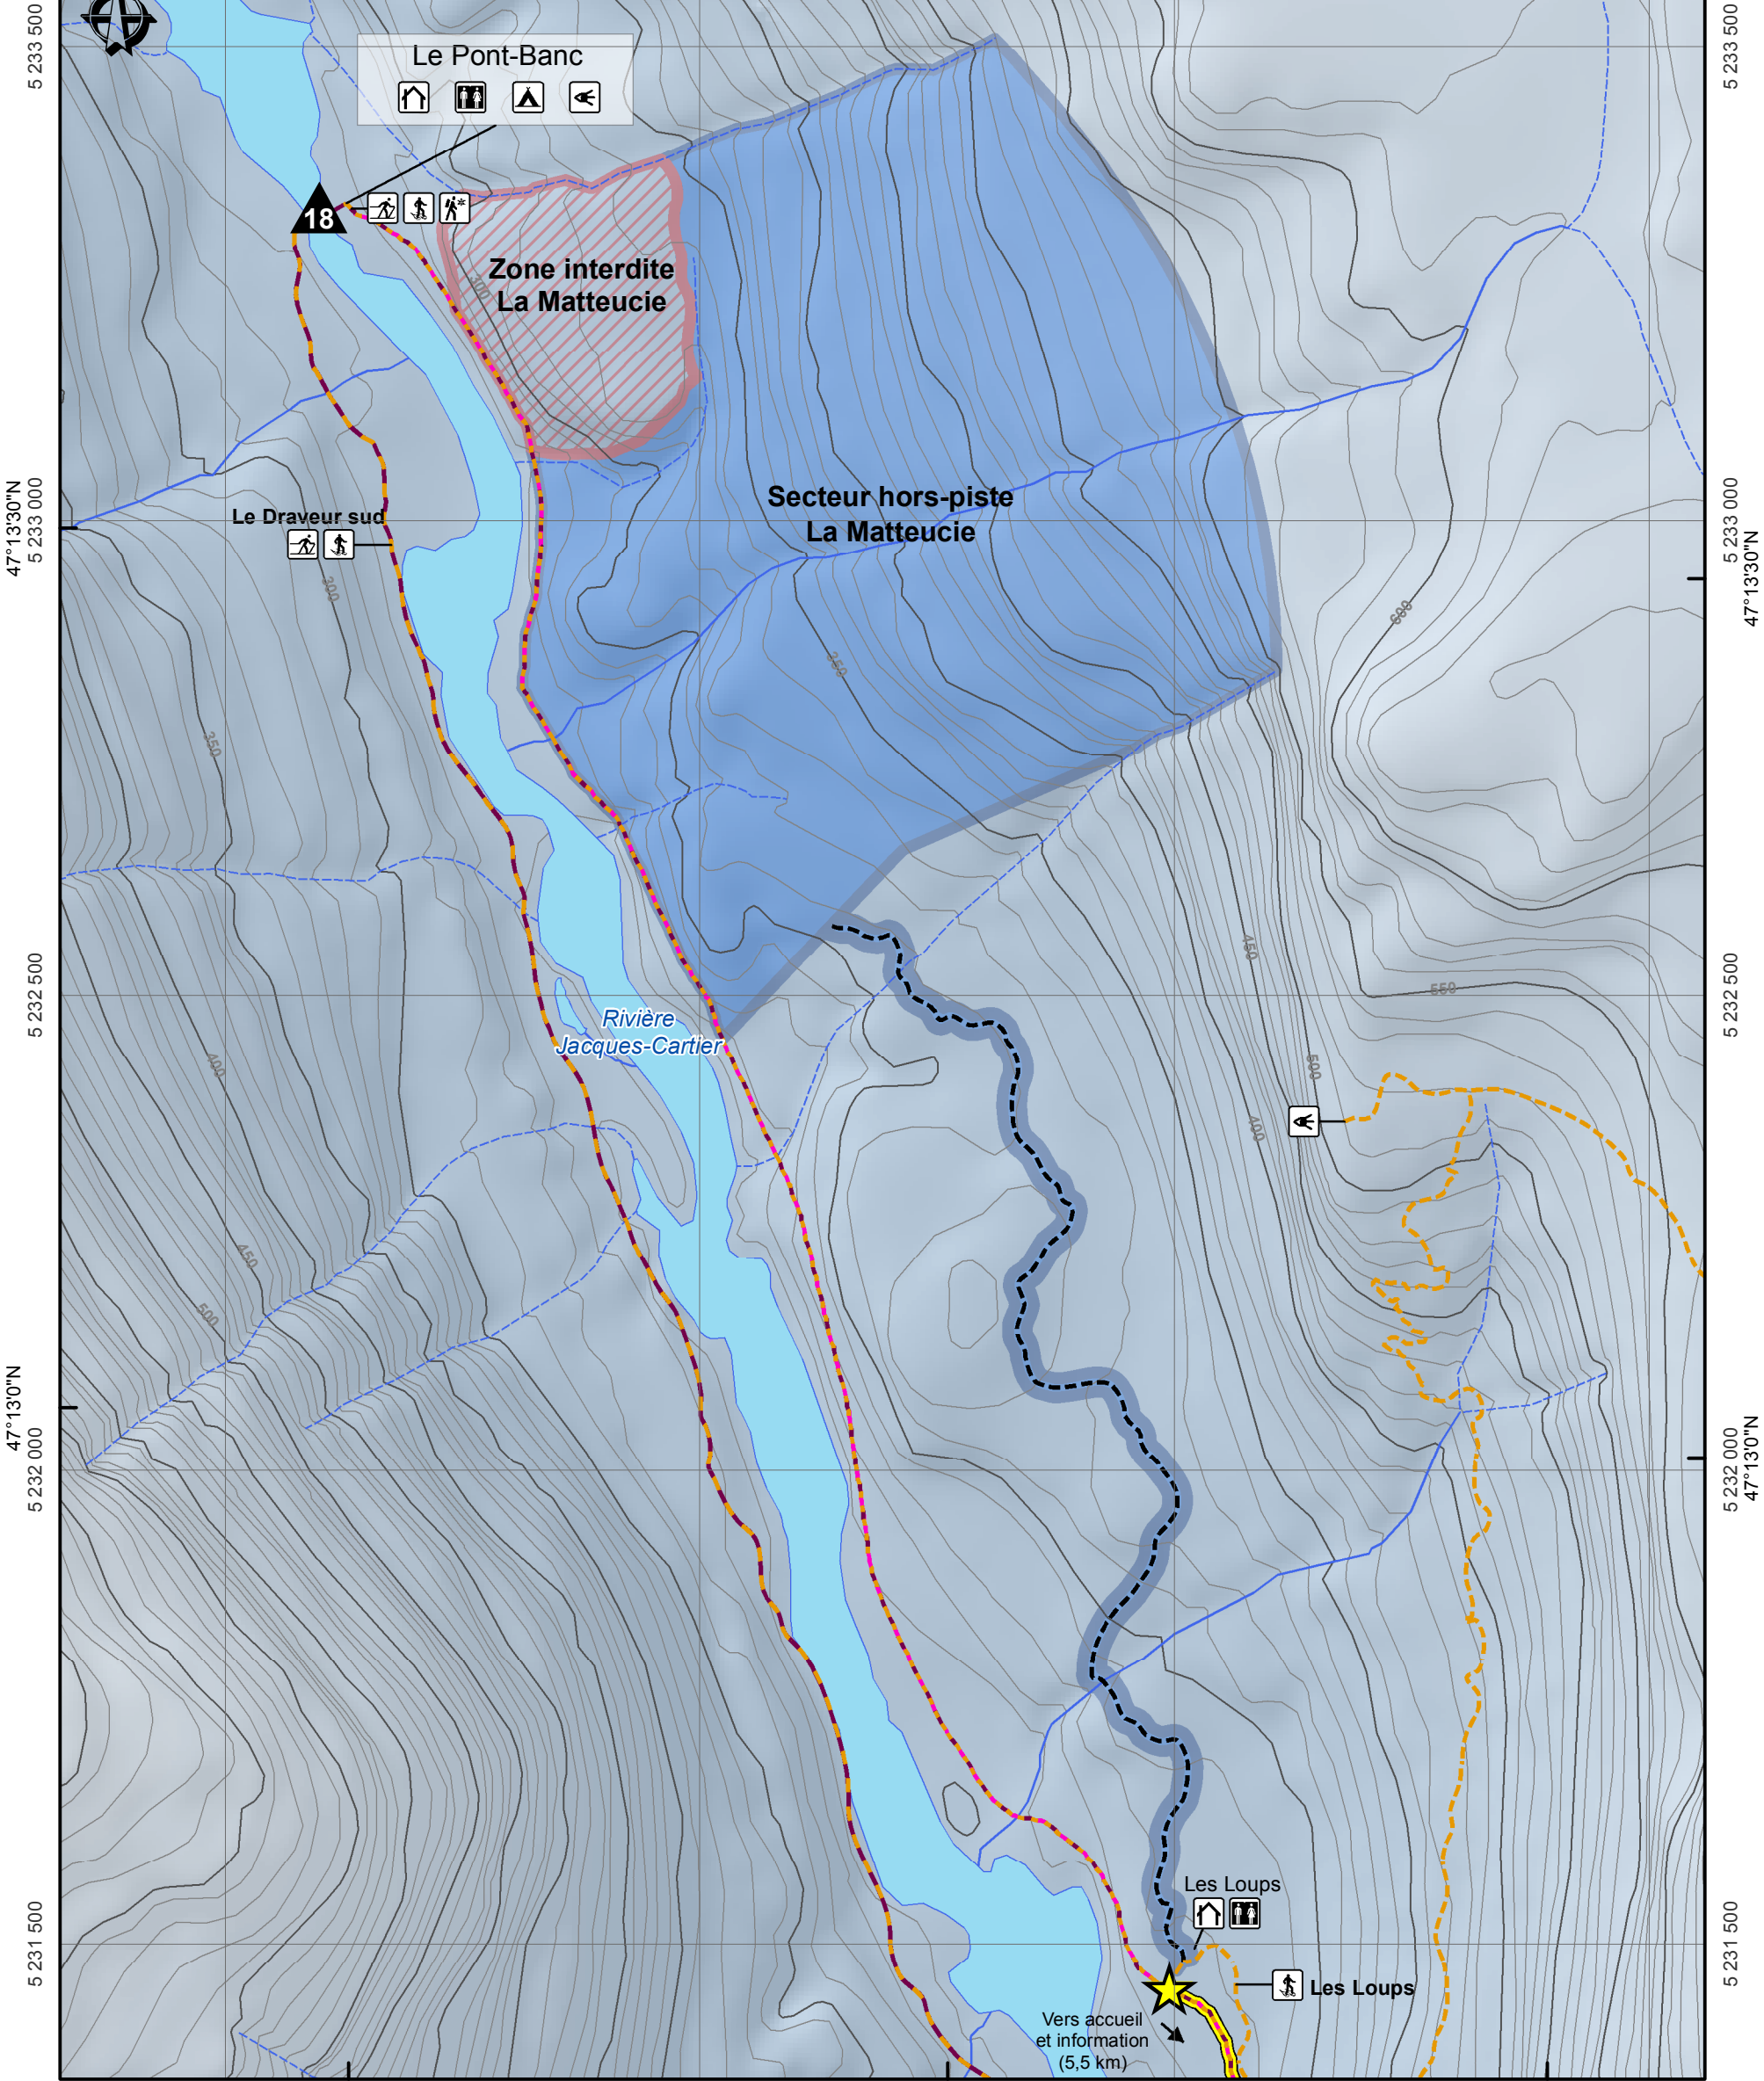 5 233 500
5 233 500
Le Pont-Banc
18
Zone interdite
La Matteucie
300
Secteur hors-piste
La Matteucie
47°13'30"N
5 233 000
5 233 000
47°13'30"N
Le Draveur sud
300
600
350
350
450
550
5 232 500
5 232 500
Rivière
Jacques-Cartier
400
500
400
450
500
47°13'0"N
5 232 000
5 232 000
47°13'0"N
5 231 500
5 231 500
Les Loups
Les Loups
Vers accueil
et information
(5,5 km)